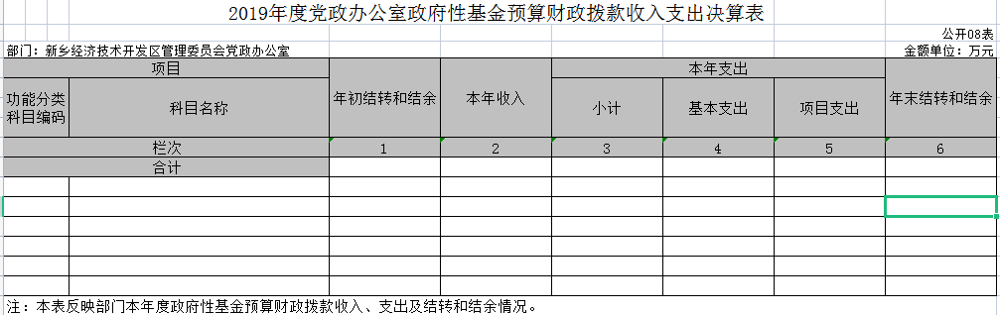 2019年度党政办公室政府性基金预算财政拨款收入支出决算表
公开08表
部门：新乡经济技术开发区管理委员会党政办公室 金额单位：万元
项目 年初结转和结余 本年收入 本年支出 年末结转和结余
功能分类科目编码 科目名称 小计 基本支出 项目支出
栏次 1 2 3 4 5 6
合计
注：本表反映部门本年度政府性基金预算财政拨款收入、支出及结转和结余情况。